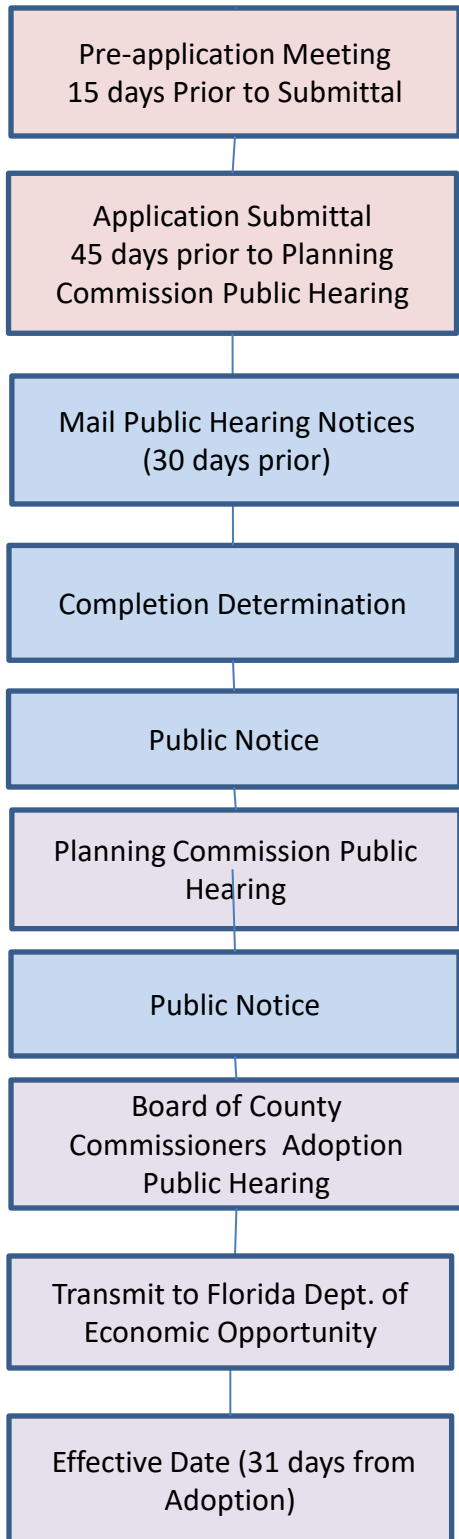 Pre-application Meeting
15 days Prior to Submittal
Application Submittal
45 days prior to Planning
Commission Public Hearing
Mail Public Hearing Notices
(30 days prior)
Completion Determination
Public Notice
Planning Commission Public
Hearing
Public Notice
Board of County
Commissioners Adoption
Public Hearing
Transmit to Florida Dept. of
Economic Opportunity
Effective Date (31 days from
Adoption)